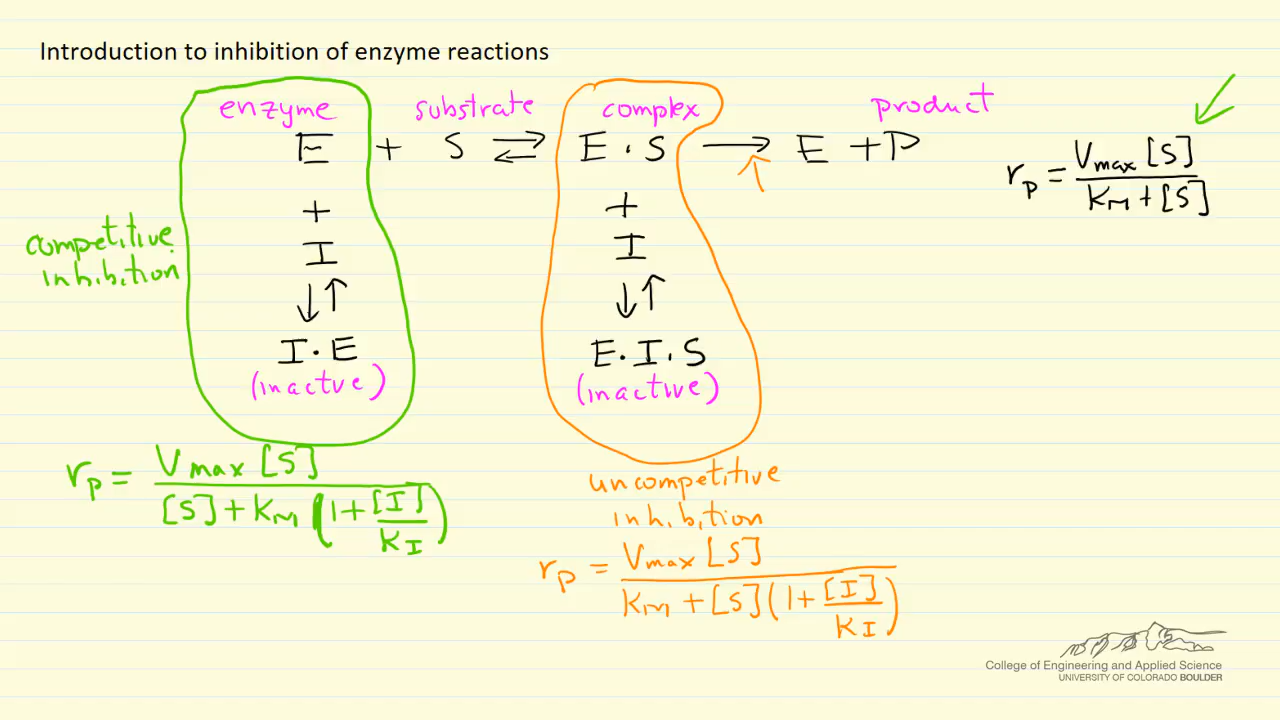 Introduction to inhibition of enzyme reactions
enzyme substrate complex product
E + S ⇌ E · S → E + P
r_p = V_max [S] / K_M + [S]
+ +
I I
competitive inhibition
↓↑ ↓↑
I · E E · I · S
(inactive) (inactive)
r_p = V_max [S] / [S] + K_M (1 + [I] / K_I)
uncompetitive
inhibition
r_p = V_max [S] / K_M + [S] (1 + [I] / K_I)
College of Engineering and Applied Science
UNIVERSITY OF COLORADO BOULDER